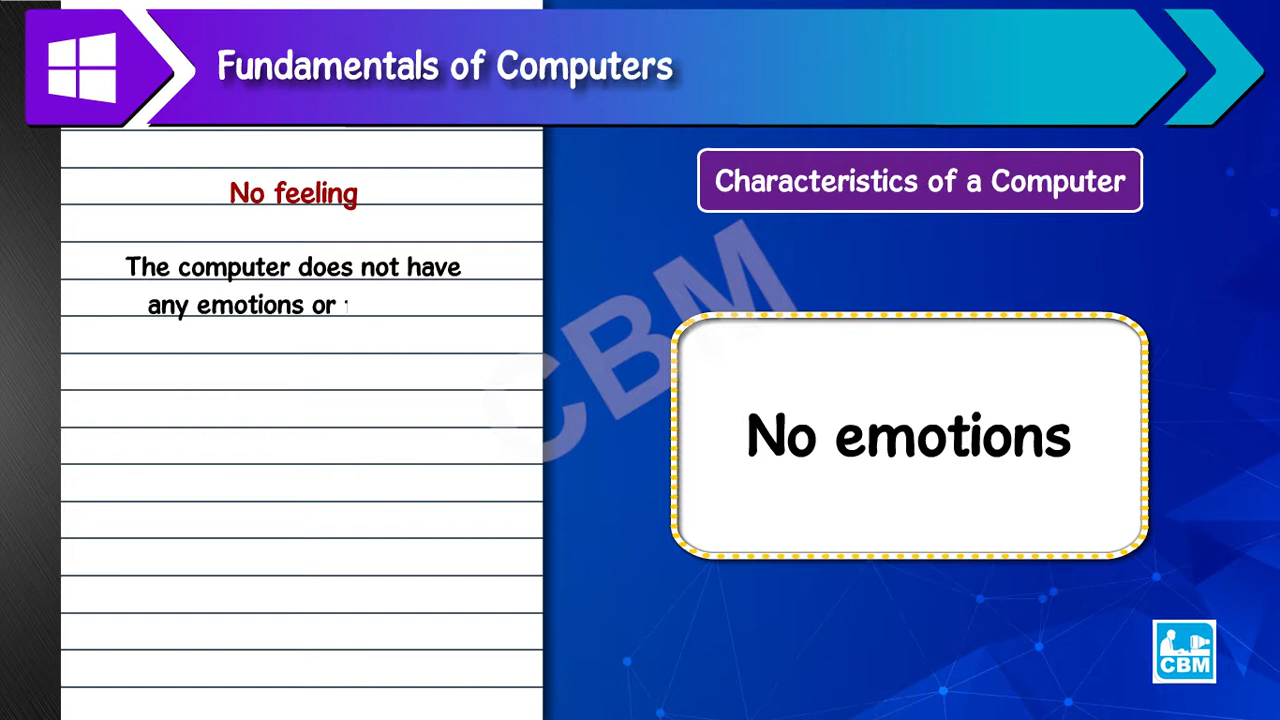 Fundamentals of Computers
No feeling
The computer does not have
any emotions or
Characteristics of a Computer
No emotions
CBM
CBM